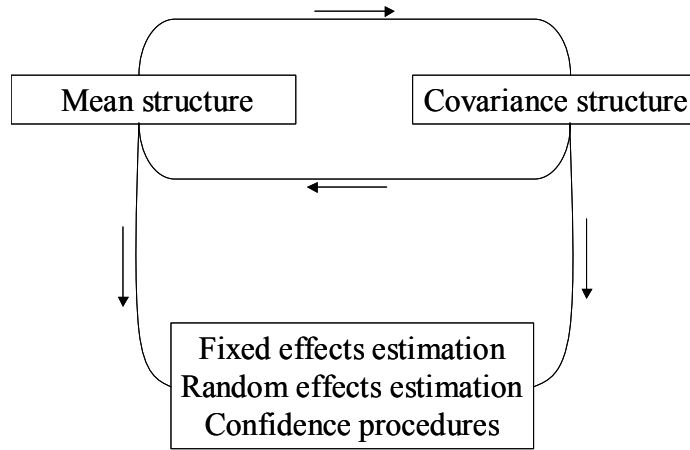 Mean structure
Covariance structure
Fixed effects estimation
Random effects estimation
Confidence procedures